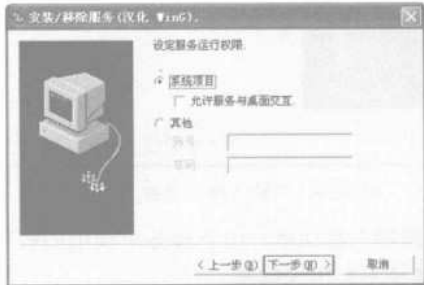 安装/移除服务(汉化 WinG).
设定服务运行权限.
系统项目
允许服务与桌面交互.
其他
账号
密码
< 上一步(B)
下一步(N) >
取消